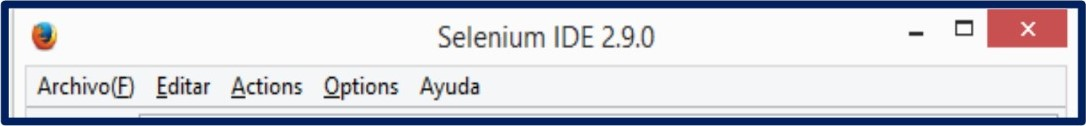 Selenium IDE 2.9.0
Archivo(F) Editar Actions Options Ayuda